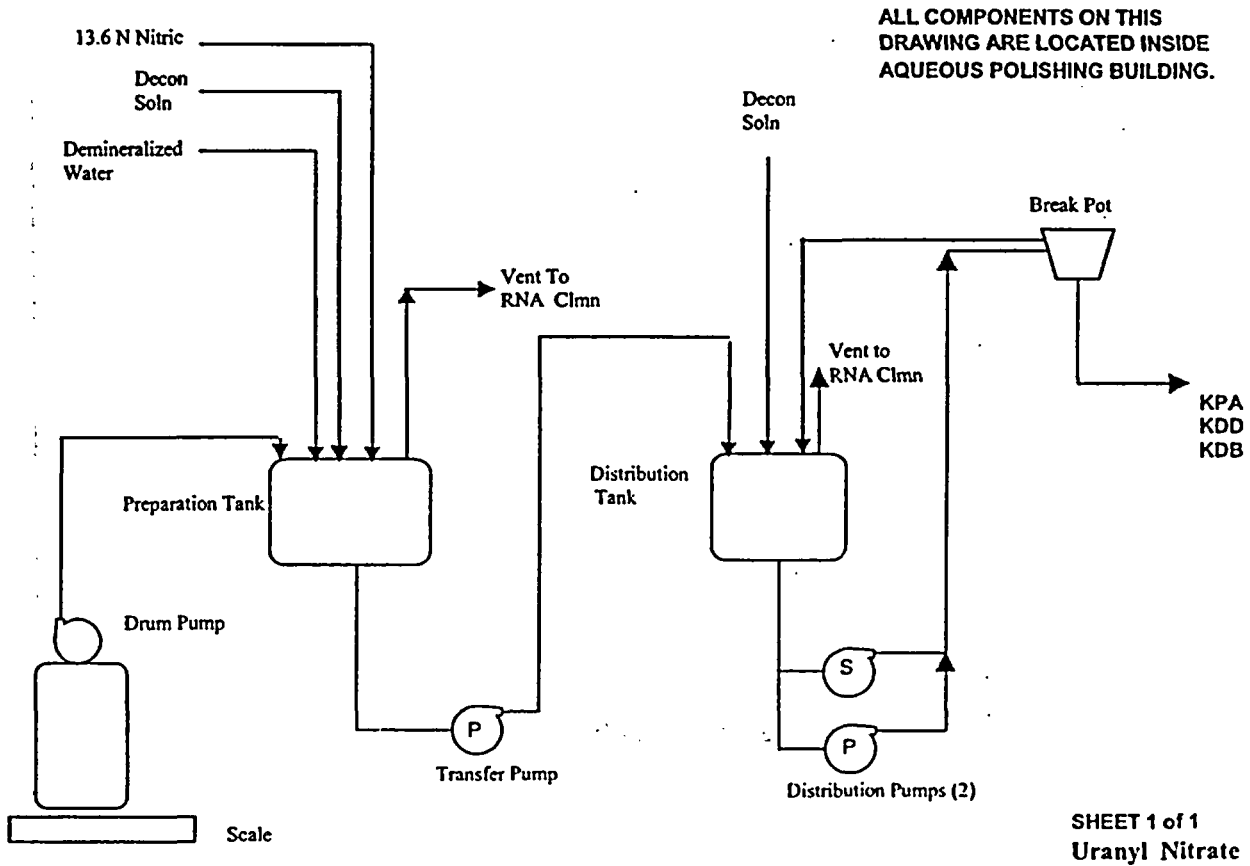 ALL COMPONENTS ON THIS
DRAWING ARE LOCATED INSIDE
AQUEOUS POLISHING BUILDING.
13.6 N Nitric
Decon
Soln
Demineralized
Water
Decon
Soln
Break Pot
Vent To
RNA Clmn
Vent to
RNA Clmn
KPA
KDD
KDB
Preparation Tank
Distribution
Tank
Drum Pump
S
P
P
Transfer Pump
Distribution Pumps (2)
Scale
SHEET 1 of 1
Uranyl Nitrate